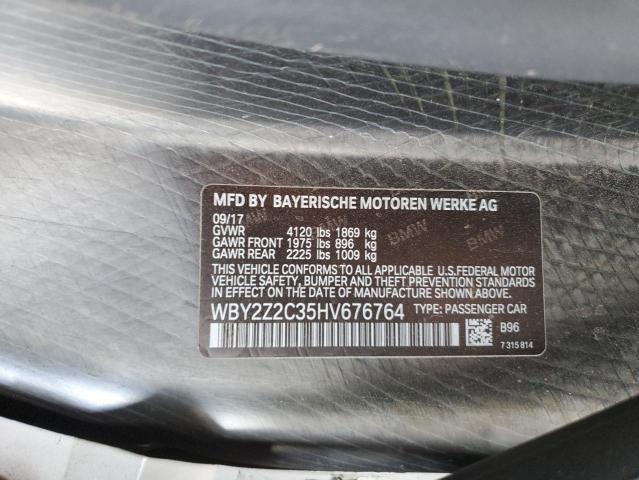 MFD BY BAYERISCHE MOTOREN WERKE AG
09/17
GVWR 4120 lbs 1869 kg
GAWR FRONT 1975 lbs 896 kg
GAWR REAR 2225 lbs 1009 kg
THIS VEHICLE CONFORMS TO ALL APPLICABLE U.S.FEDERAL MOTOR
VEHICLE SAFETY, BUMPER AND THEFT PREVENTION STANDARDS
IN EFFECT ON THE DATE OF MANUFACTURE SHOWN ABOVE.
WBY2Z2C35HV676764 TYPE: PASSENGER CAR
B96
7 315 814